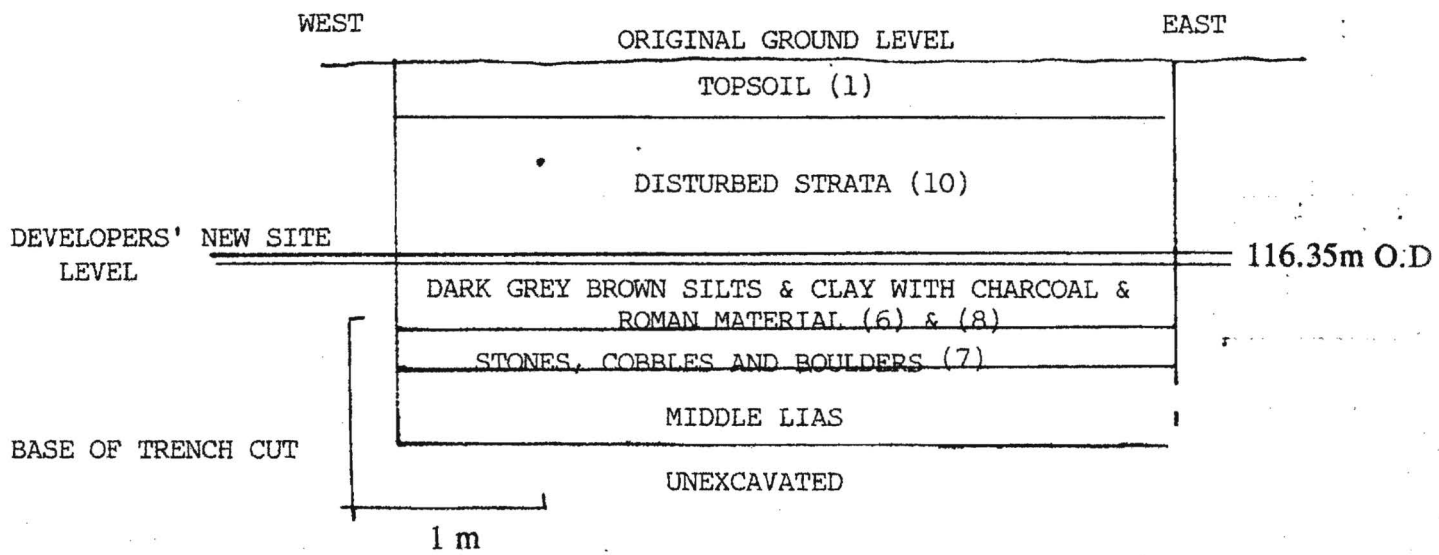 WEST
EAST
ORIGINAL GROUND LEVEL
TOPSOIL (1)
DISTURBED STRATA (10)
DEVELOPERS' NEW SITE
LEVEL
116.35m O.D
DARK GREY BROWN SILTS & CLAY WITH CHARCOAL &
ROMAN MATERIAL (6) & (8)
STONES, COBBLES AND BOULDERS (7)
MIDDLE LIAS
BASE OF TRENCH CUT
UNEXCAVATED
1 m